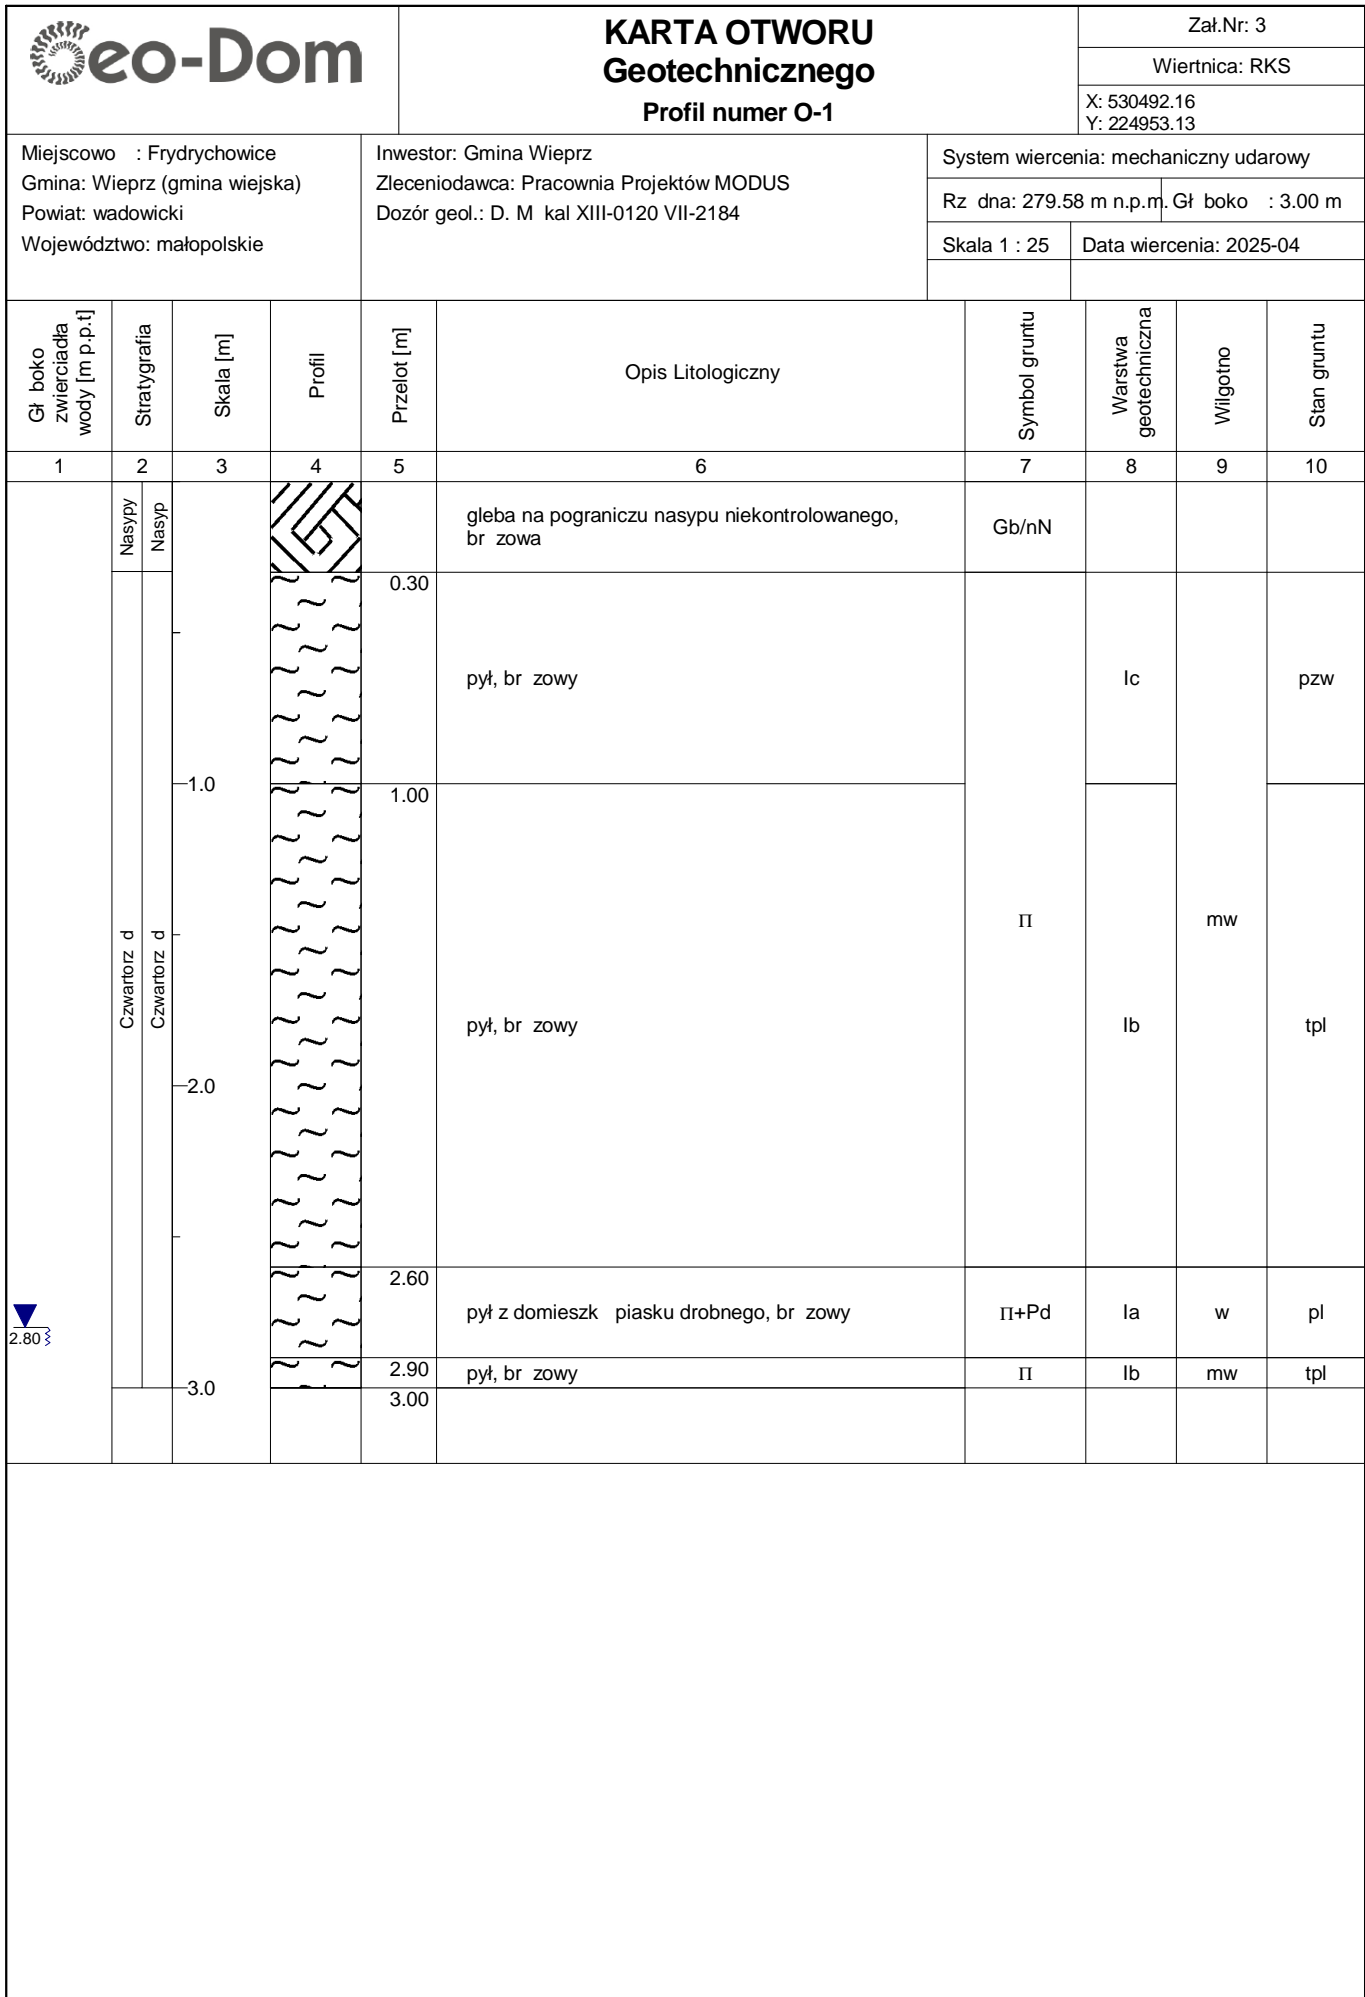 Geo-Dom
KARTA OTWORU
Geotechnicznego
Profil numer O-1
Zał.Nr: 3
Wiertnica: RKS
X: 530492.16
Y: 224953.13
Miejscowo : Frydrychowice
Gmina: Wieprz (gmina wiejska)
Powiat: wadowicki
Województwo: małopolskie
Inwestor: Gmina Wieprz
Zleceniodawca: Pracownia Projektów MODUS
Dozór geol.: D. M kal XIII-0120 VII-2184
System wiercenia: mechaniczny udarowy
Rz dna: 279.58 m n.p.m. Gł boko : 3.00 m
Skala 1 : 25 Data wiercenia: 2025-04
Gł boko
zwierciadła
wody [m p.p.t]
Stratygrafia
Skala [m]
Profil
Przelot [m]
Opis Litologiczny
Symbol gruntu
Warstwa
geotechniczna
Wilgotno
Stan gruntu
1 2 3 4 5 6 7 8 9 10
Nasypy
Nasyp
gleba na pograniczu nasypu niekontrolowanego,
br zowa
Gb/nN
0.30
pył, br zowy
Ic
pzw
1.0
1.00
Czwartorz d
Czwartorz d
Π
mw
pył, br zowy
Ib
tpl
2.0
2.60
pył z domieszk piasku drobnego, br zowy
Π+Pd
Ia
w
pl
2.80
2.90
pył, br zowy
Π
Ib
mw
tpl
3.0
3.00